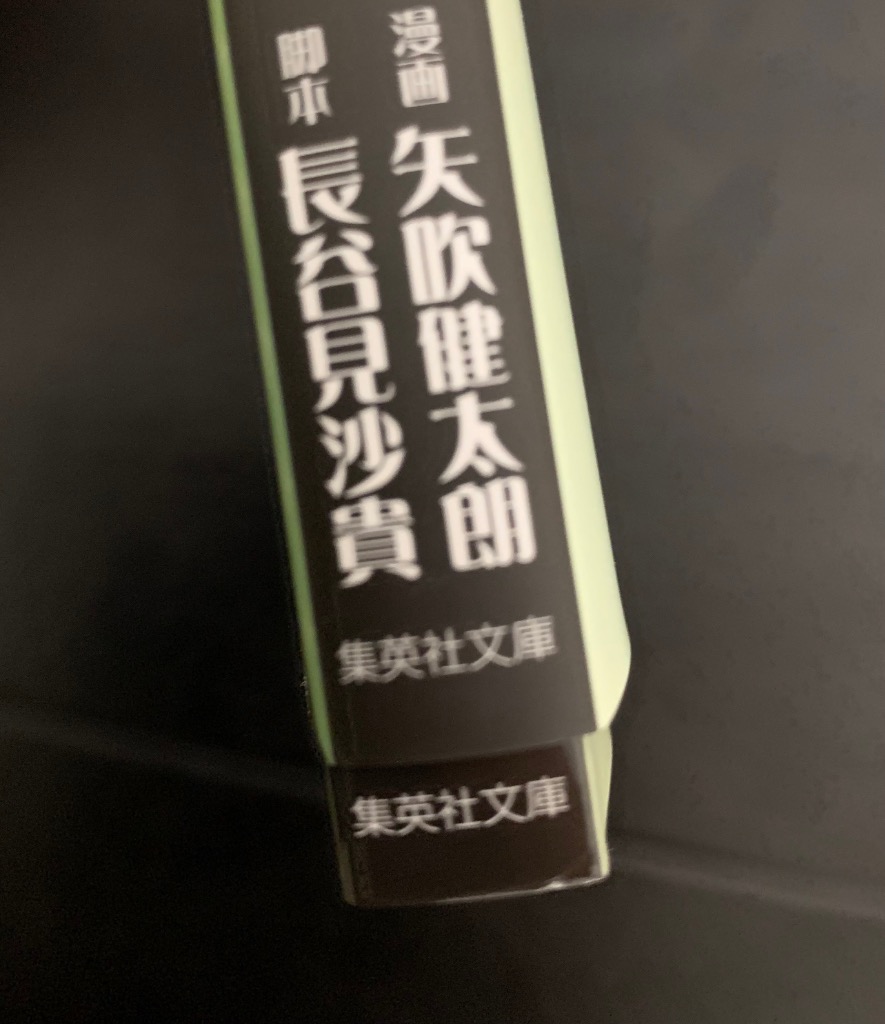 漫画 矢吹健太朗
脚本 長谷見沙貴
集英社文庫
集英社文庫